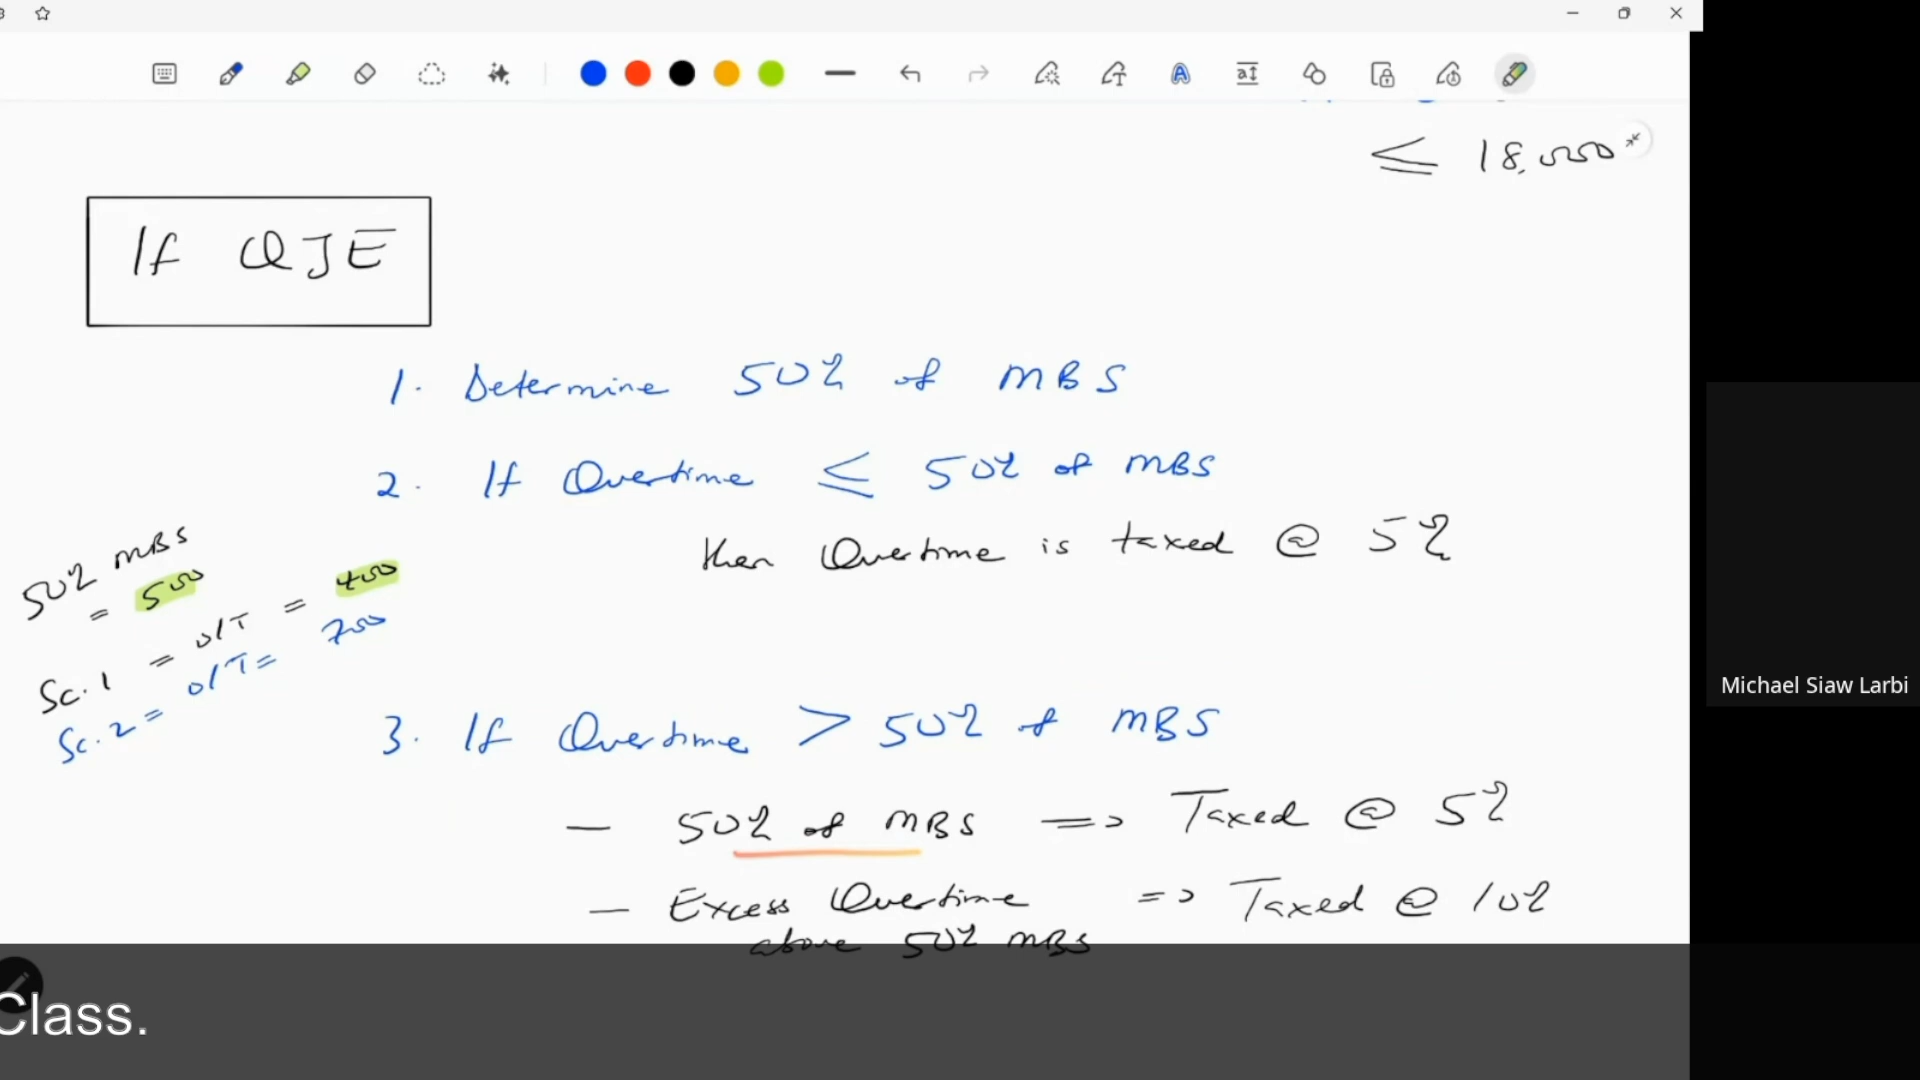 ≤ 18,000
If QJE
1. Determine 50% of MBS
2. If Overtime ≤ 50% of MBS
then Overtime is taxed @ 5%
50% MBS
= 500
Sc. 1 = O/T = 400
Sc. 2 = O/T = 700
3. If Overtime > 50% of MBS
— 50% of MBS => Taxed @ 5%
— Excess Overtime => Taxed @ 10%
above 50% MBS
Michael Siaw Larbi
Class.